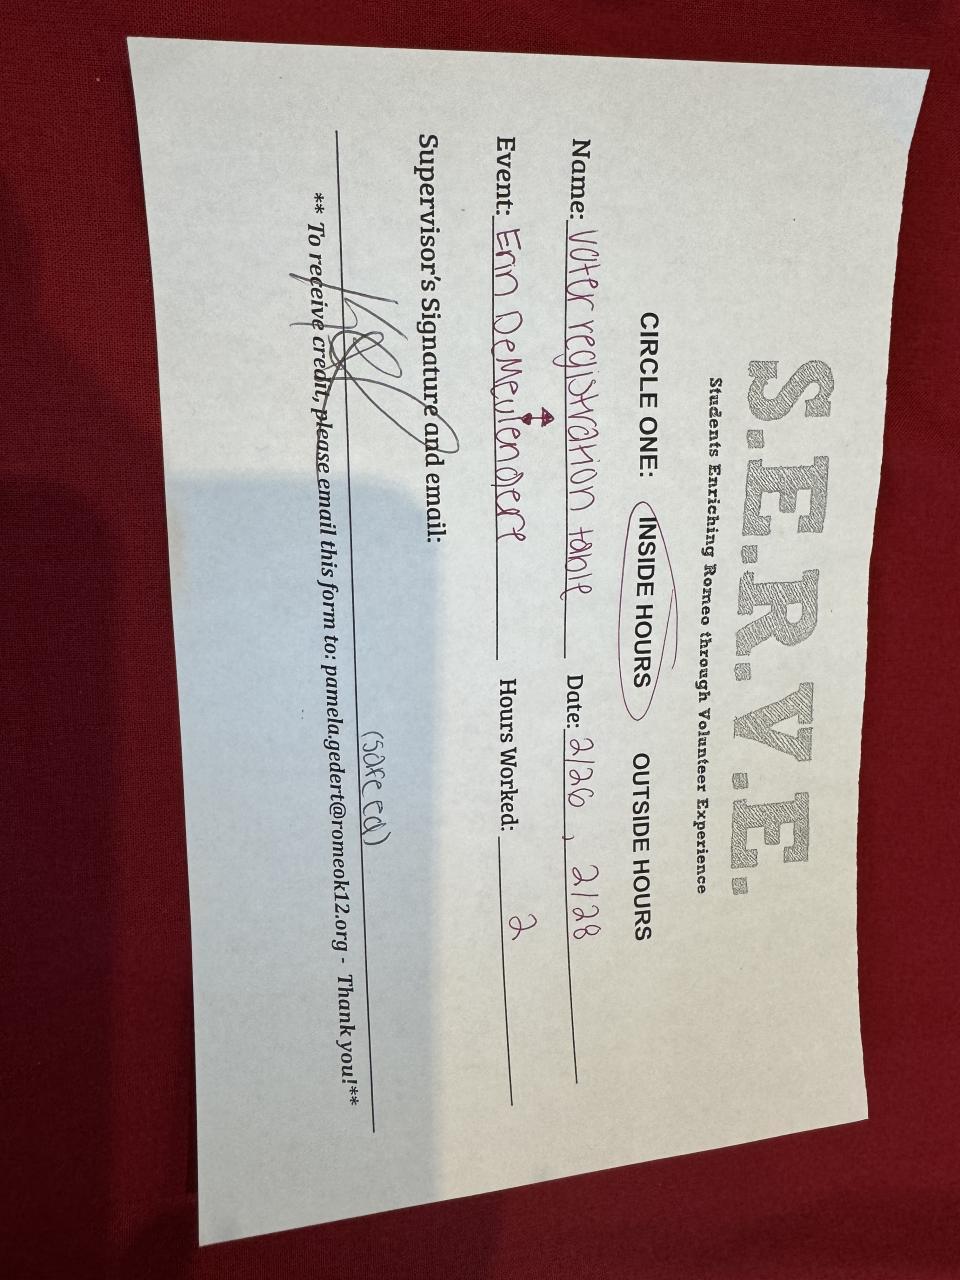 S.E.R.V.E.
Students Enriching Romeo through Volunteer Experience
CIRCLE ONE: INSIDE HOURS OUTSIDE HOURS
Name: Voter registration table Date: 2/26, 2/28
Event: Erin DeMeulenaere Hours Worked: 2
Supervisor's Signature and email:
** To receive credit, please email this form to: pamela.gedert@romeok12.org - Thank you!**